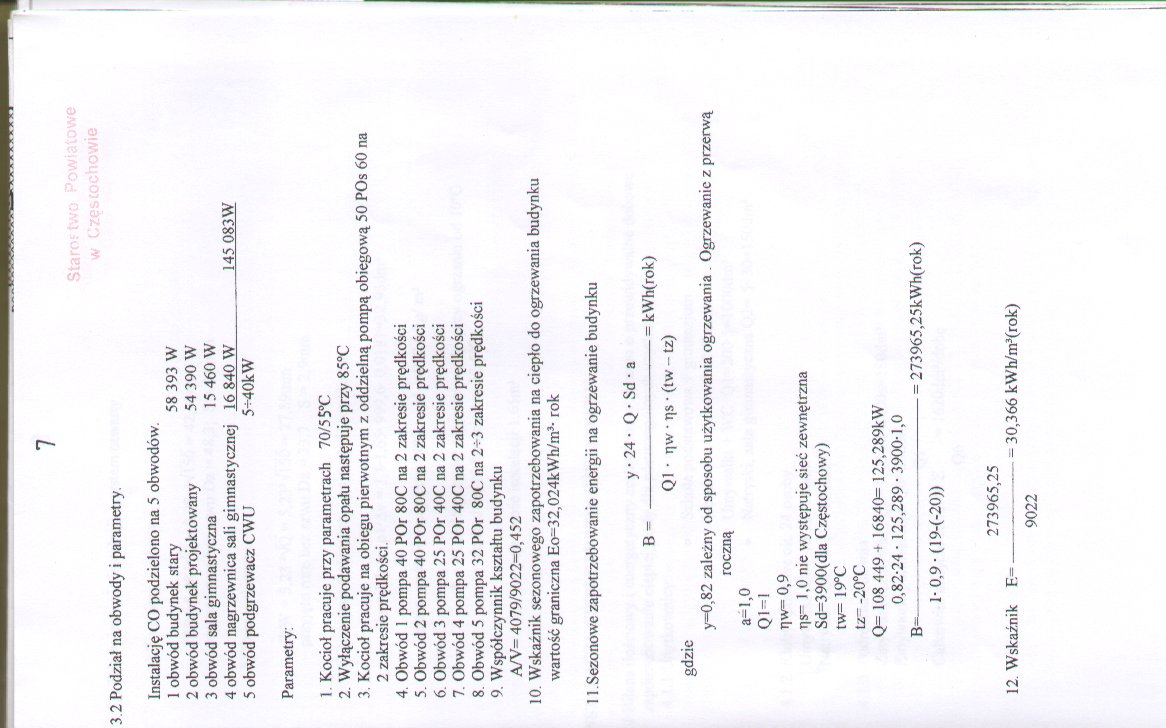 7
Starostwo Powiatowe
w Częstochowie
3.2 Podział na obwody i parametry.
Instalację CO podzielono na 5 obwodów.
1 obwód budynek stary 58 393 W
2 obwód budynek projektowany 54 390 W
3 obwód sala gimnastyczna 15 460 W
4 obwód nagrzewnica sali gimnastycznej 16 840 W 145 083W
5 obwód podgrzewacz CWU 5÷40kW
Parametry:
1. Kocioł pracuje przy parametrach 70/55°C
2. Wyłączenie podawania opału następuje przy 85°C
3. Kocioł pracuje na obiegu pierwotnym z oddzielną pompą obiegową 50 POs 60 na
2 zakresie prędkości.
4. Obwód 1 pompa 40 POr 80C na 2 zakresie prędkości
5. Obwód 2 pompa 40 POr 80C na 2 zakresie prędkości
6. Obwód 3 pompa 25 POr 40C na 2 zakresie prędkości
7. Obwód 4 pompa 25 POr 40C na 2 zakresie prędkości
8. Obwód 5 pompa 32 POr 80C na 2÷3 zakresie prędkości
9. Współczynnik kształtu budynku
A/V= 4079/9022=0,452
10. Wskaźnik sezonowego zapotrzebowania na ciepło do ogrzewania budynku
wartość graniczna Eo=32,024kWh/m³· rok
11.Sezonowe zapotrzebowanie energii na ogrzewanie budynku
y · 24 · Q · Sd · a
B = = kWh(rok)
Q1 · ηw · ηs · (tw – tz)
gdzie
y=0,82 zależny od sposobu użytkowania ogrzewania . Ogrzewanie z przerwą
roczną
a=1,0
Q1=1
ηw= 0,9
ηs= 1,0 nie występuje sieć zewnętrzna
Sd=3900(dla Częstochowy)
tw= 19°C
tz= -20°C
Q= 108 449 + 16840= 125,289kW
0,82·24 · 125,289 · 3900·1,0
B= = 273965,25kWh(rok)
1· 0,9 · (19-(-20))
273965,25
12. Wskaźnik E= = 30,366 kWh/m³(rok)
9022